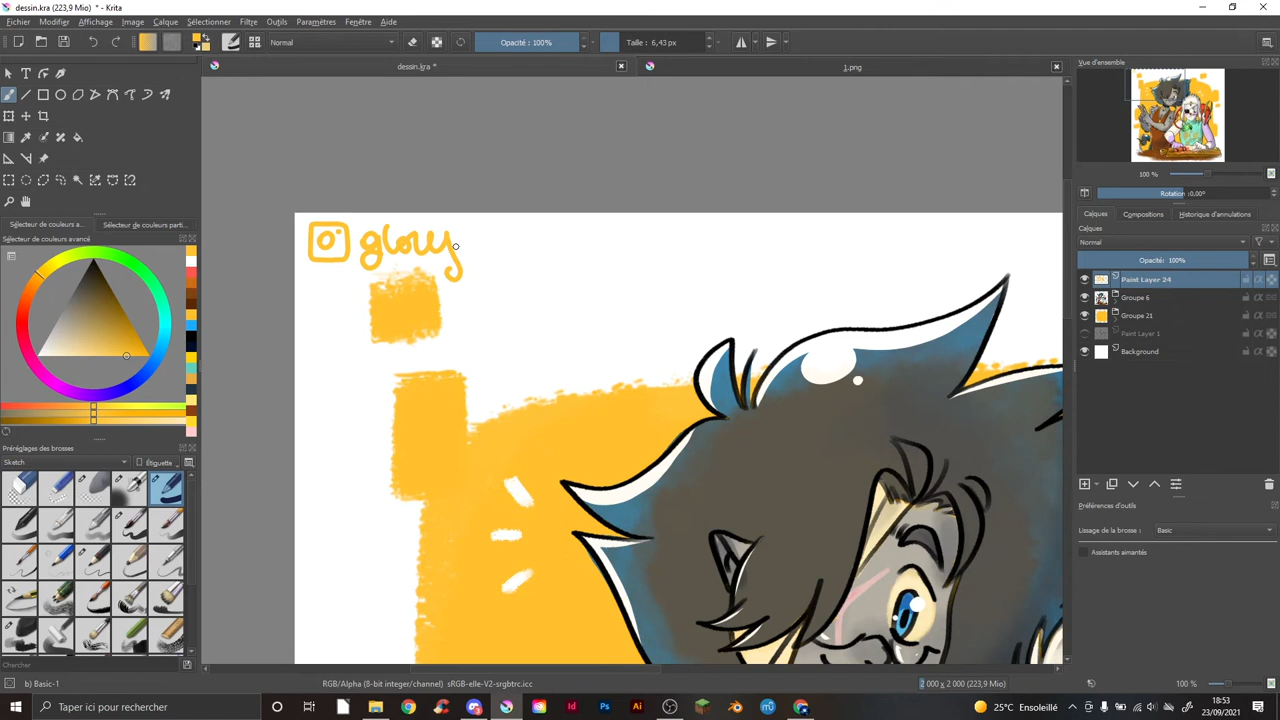 dessin.kra (223,9 Mio) * - Krita
Fichier Modifier Affichage Image Calque Sélectionner Filtre Outils Paramètres Fenêtre Aide
Normal
Opacité : 100%
Taille : 6,43 px
dessin.kra *
1.png
Vue d'ensemble
glory
100 %
Rotation :0,00°
Sélecteur de couleurs a...
Sélecteur de couleurs parti...
Sélecteur de couleurs avancé
Calques Compositions Historique d'annulations
Calques
Normal
Opacité: 100%
Paint Layer 24
Groupe 6
Groupe 21
Paint Layer 1
Background
Préréglages des brosses
Sketch
Étiquette
Préférences d'outils
Lissage de la brosse :
Basic
Assistants aimantés
Chercher
b) Basic-1
RGB/Alpha (8-bit integer/channel) sRGB-elle-V2-srgbtrc.icc
2 000 x 2 000 (223,9 Mio)
100 %
Taper ici pour rechercher
Id
Ps
Ai
25°C Ensoleillé
18:53
23/09/2021